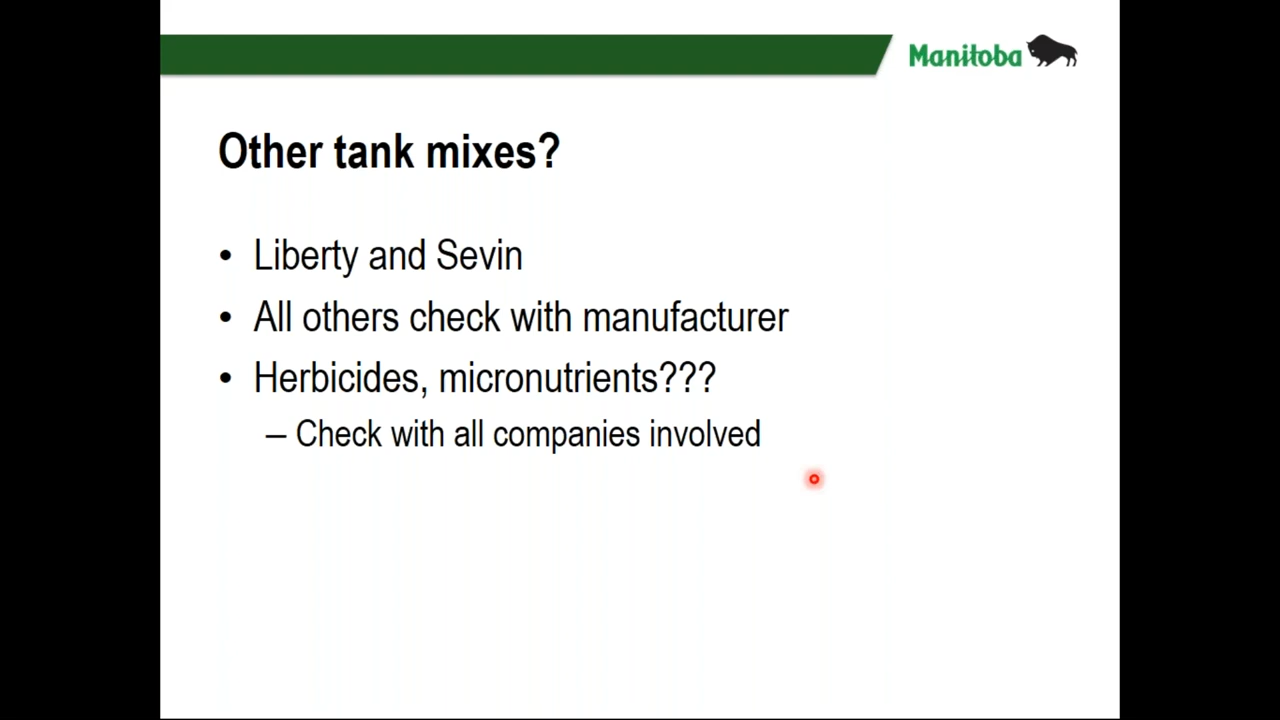 Manitoba
Other tank mixes?
• Liberty and Sevin
• All others check with manufacturer
• Herbicides, micronutrients???
– Check with all companies involved